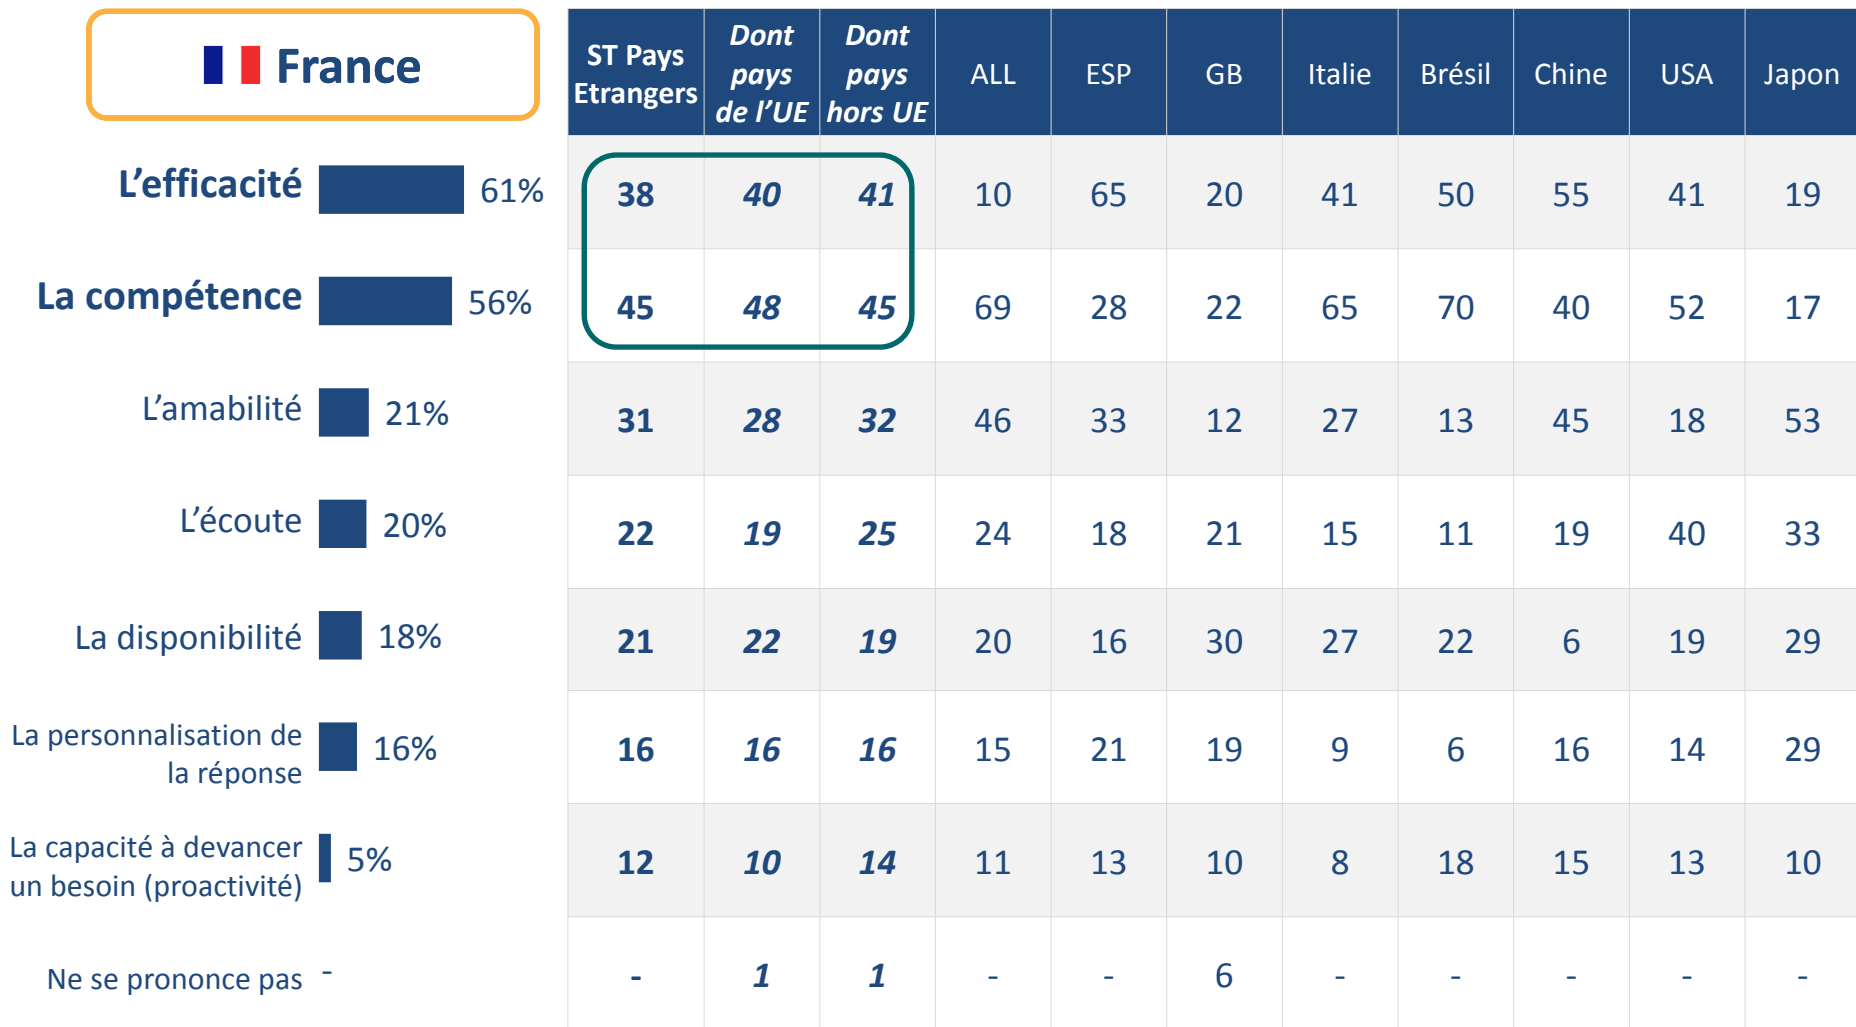 France
ST Pays
Etrangers
Dont
pays
de l’UE
Dont
pays
hors UE
ALL
ESP
GB
Italie
Brésil
Chine
USA
Japon
L’efficacité 61% 38 40 41 10 65 20 41 50 55 41 19
La compétence 56% 45 48 45 69 28 22 65 70 40 52 17
L’amabilité 21% 31 28 32 46 33 12 27 13 45 18 53
L’écoute 20% 22 19 25 24 18 21 15 11 19 40 33
La disponibilité 18% 21 22 19 20 16 30 27 22 6 19 29
La personnalisation de
la réponse 16% 16 16 16 15 21 19 9 6 16 14 29
La capacité à devancer
un besoin (proactivité) 5% 12 10 14 11 13 10 8 18 15 13 10
Ne se prononce pas - - 1 1 - - 6 - - - - -